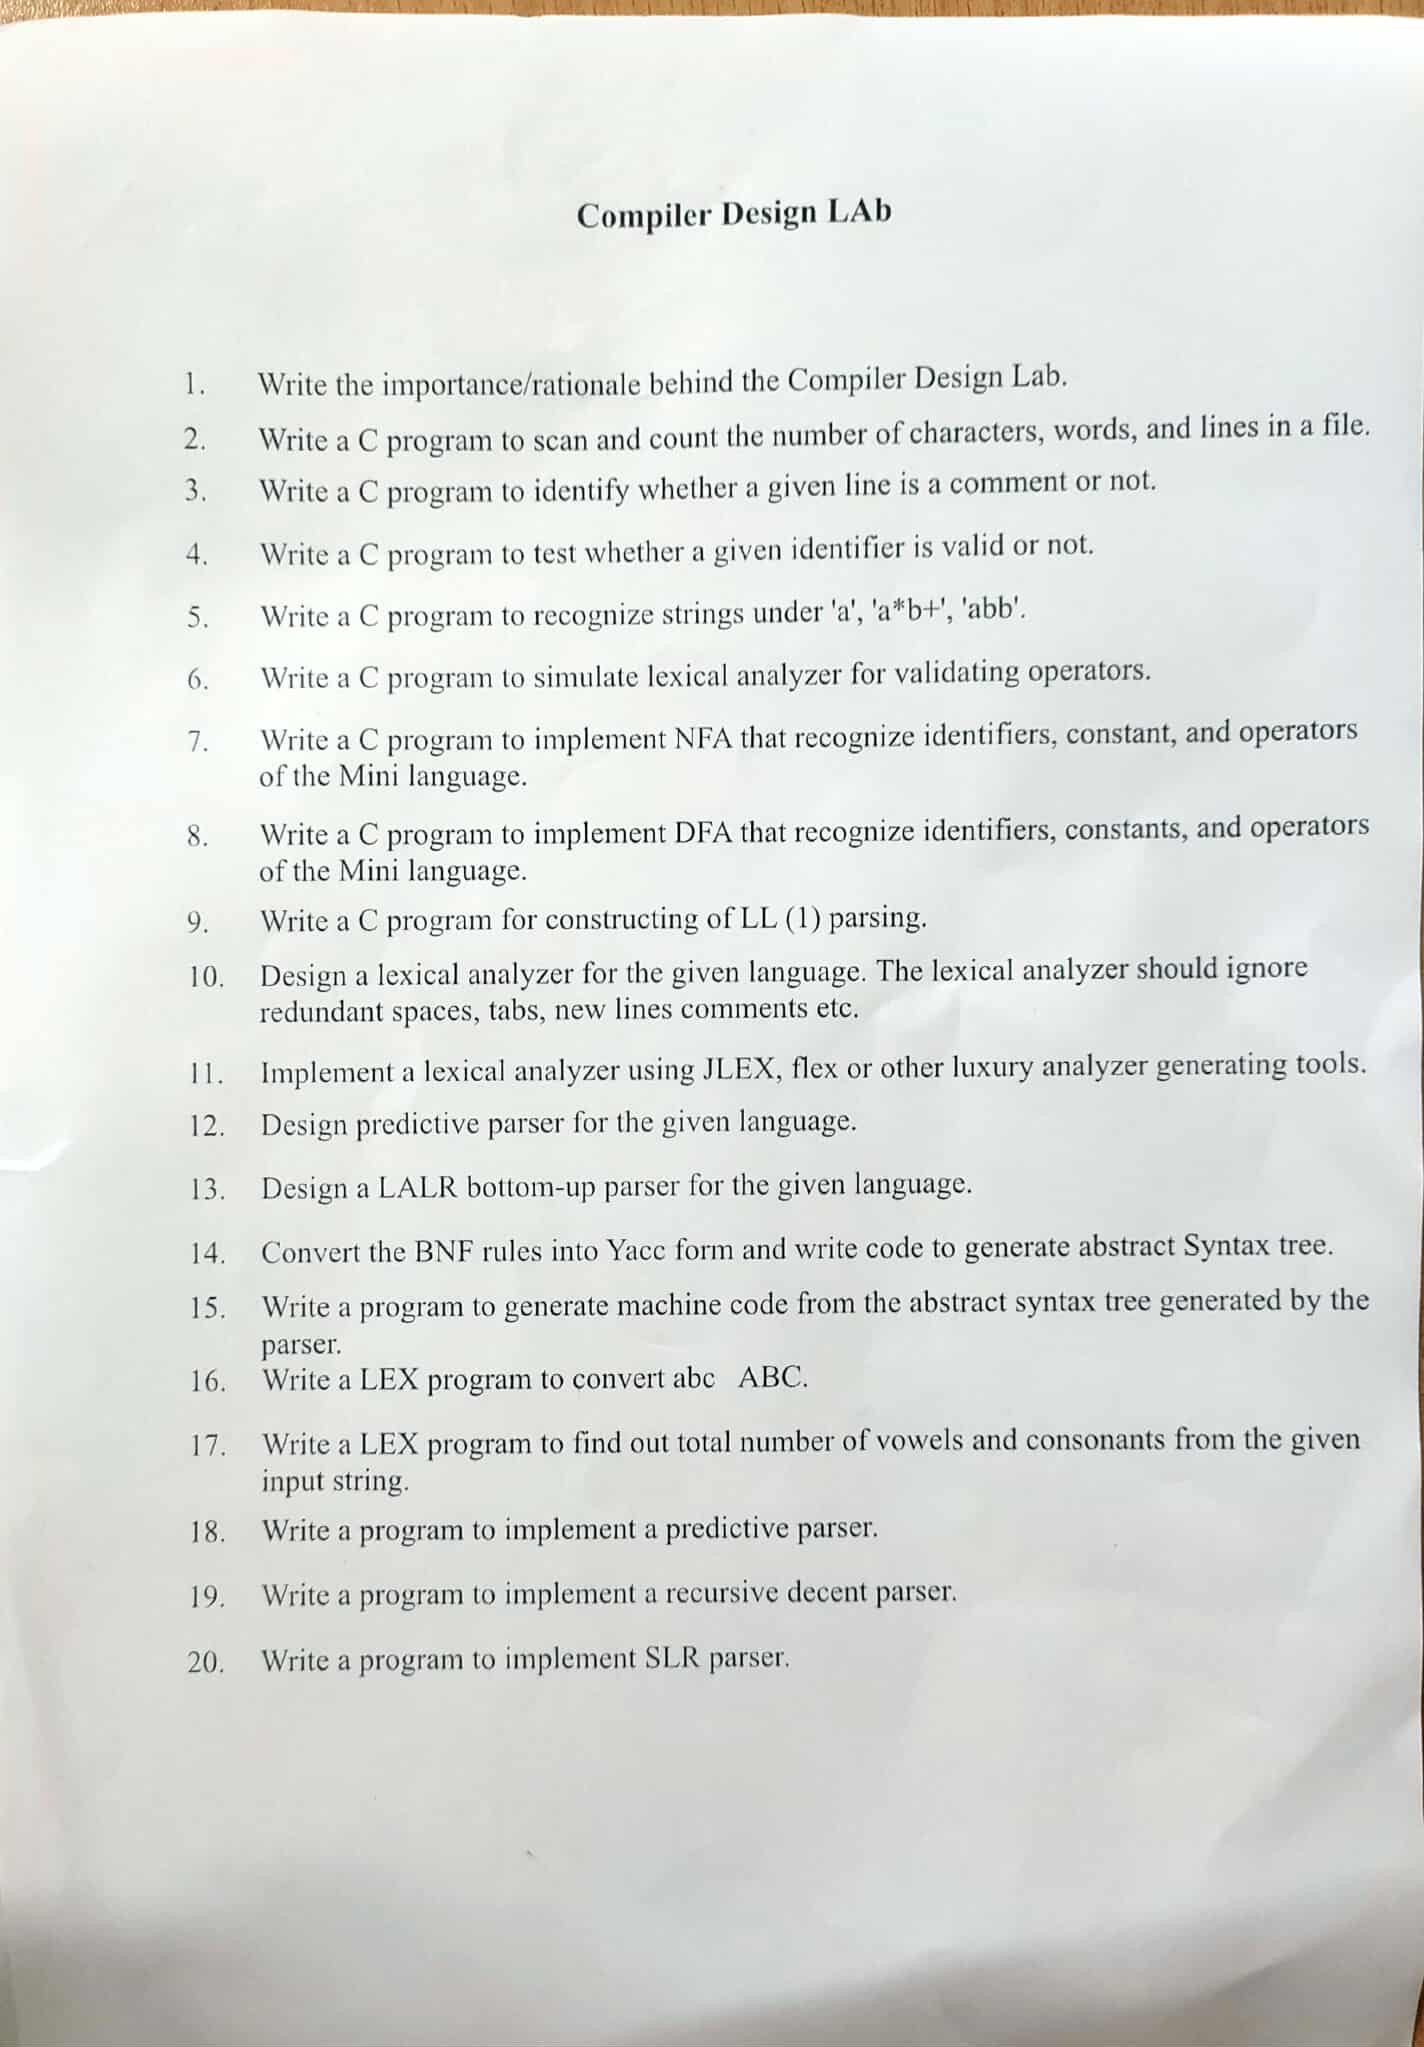 Compiler Design LAb
1. Write the importance/rationale behind the Compiler Design Lab.
2. Write a C program to scan and count the number of characters, words, and lines in a file.
3. Write a C program to identify whether a given line is a comment or not.
4. Write a C program to test whether a given identifier is valid or not.
5. Write a C program to recognize strings under 'a', 'a*b+', 'abb'.
6. Write a C program to simulate lexical analyzer for validating operators.
7. Write a C program to implement NFA that recognize identifiers, constant, and operators
of the Mini language.
8. Write a C program to implement DFA that recognize identifiers, constants, and operators
of the Mini language.
9. Write a C program for constructing of LL (1) parsing.
10. Design a lexical analyzer for the given language. The lexical analyzer should ignore
redundant spaces, tabs, new lines comments etc.
11. Implement a lexical analyzer using JLEX, flex or other luxury analyzer generating tools.
12. Design predictive parser for the given language.
13. Design a LALR bottom-up parser for the given language.
14. Convert the BNF rules into Yacc form and write code to generate abstract Syntax tree.
15. Write a program to generate machine code from the abstract syntax tree generated by the
parser.
16. Write a LEX program to convert abc ABC.
17. Write a LEX program to find out total number of vowels and consonants from the given
input string.
18. Write a program to implement a predictive parser.
19. Write a program to implement a recursive decent parser.
20. Write a program to implement SLR parser.